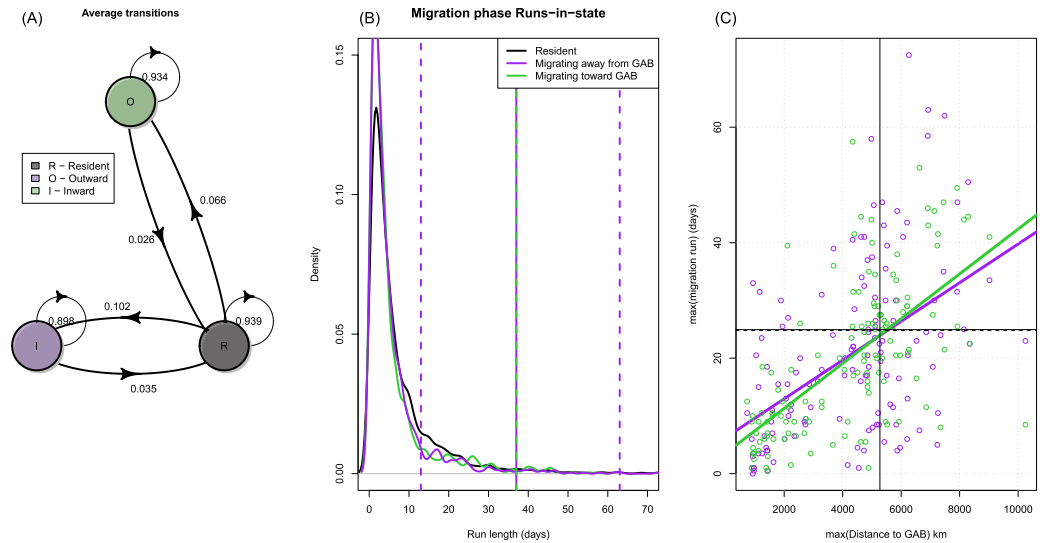 (A)
Average transitions
0.934
O
R − Resident
O − Outward
I − Inward
0.066
0.026
0.102
0.898
0.939
I
R
0.035
(B)
Migration phase Runs−in−state
Resident
Migrating away from GAB
Migrating toward GAB
Density
0.15
0.10
0.05
0.00
0 10 20 30 40 50 60 70
Run length (days)
(C)
max(migration run) (days)
60
40
20
0
2000 4000 6000 8000 10000
max(Distance to GAB) km